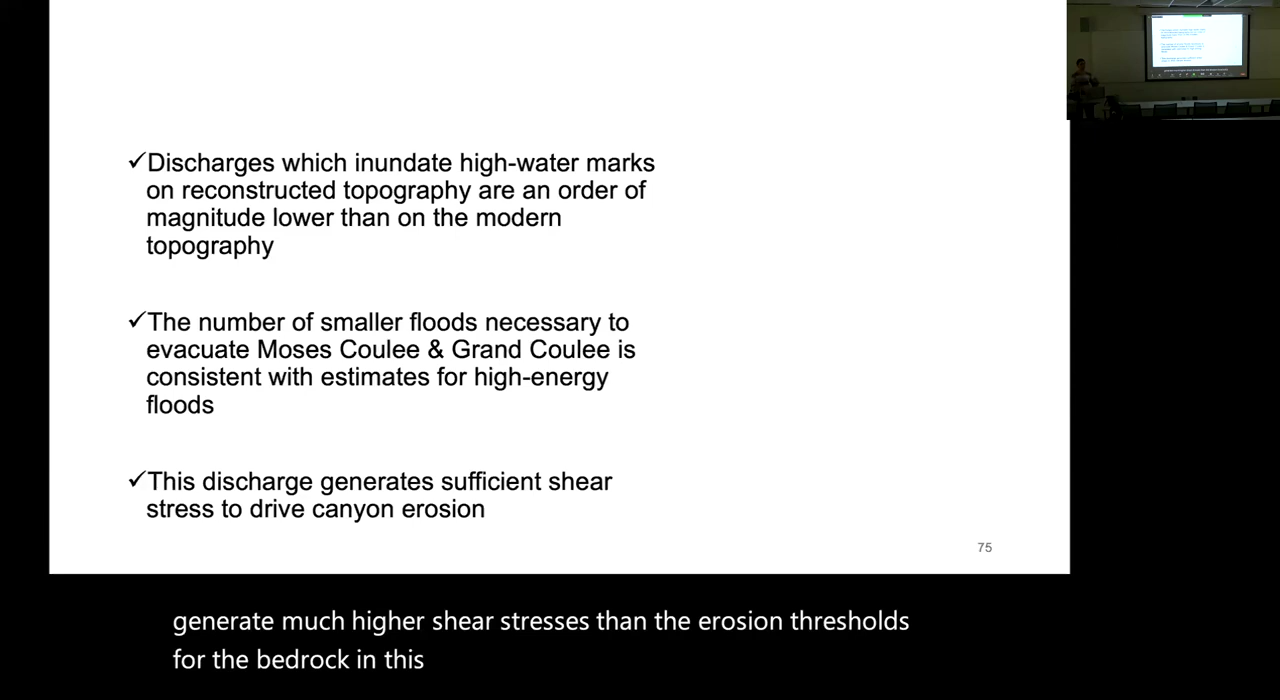 ✓Discharges which inundate high-water marks
on reconstructed topography are an order of
magnitude lower than on the modern
topography
✓The number of smaller floods necessary to
evacuate Moses Coulee & Grand Coulee is
consistent with estimates for high-energy
floods
✓This discharge generates sufficient shear
stress to drive canyon erosion
75
generate much higher shear stresses than the erosion thresholds
for the bedrock in this